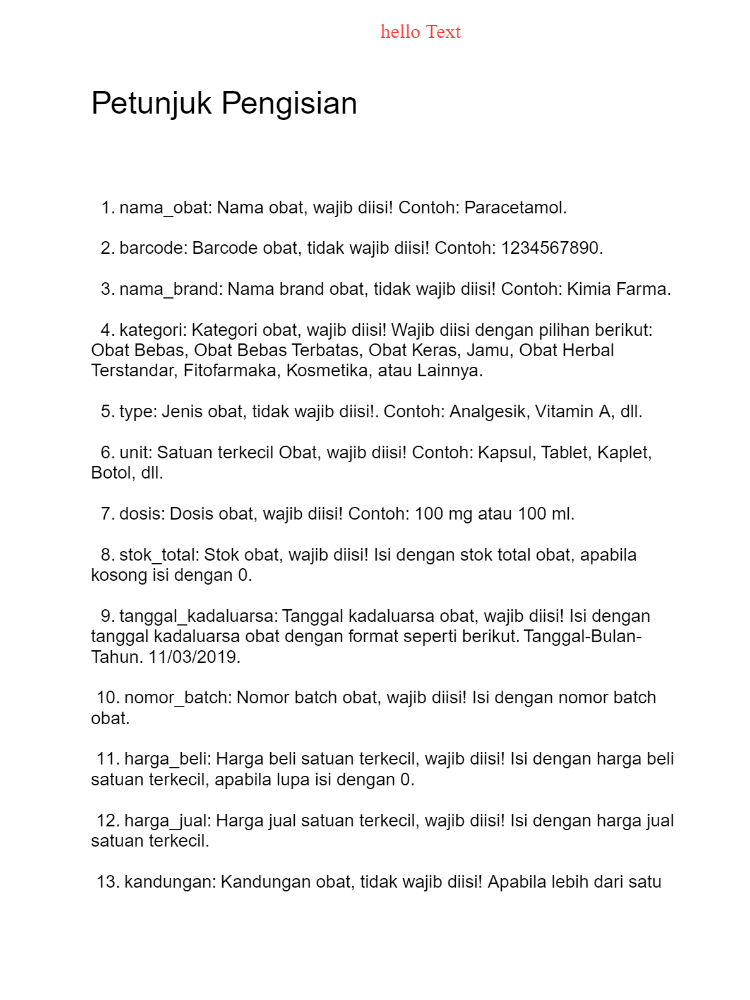 hello Text
Petunjuk Pengisian
1. nama_obat: Nama obat, wajib diisi! Contoh: Paracetamol.
2. barcode: Barcode obat, tidak wajib diisi! Contoh: 1234567890.
3. nama_brand: Nama brand obat, tidak wajib diisi! Contoh: Kimia Farma.
4. kategori: Kategori obat, wajib diisi! Wajib diisi dengan pilihan berikut:
Obat Bebas, Obat Bebas Terbatas, Obat Keras, Jamu, Obat Herbal
Terstandar, Fitofarmaka, Kosmetika, atau Lainnya.
5. type: Jenis obat, tidak wajib diisi!. Contoh: Analgesik, Vitamin A, dll.
6. unit: Satuan terkecil Obat, wajib diisi! Contoh: Kapsul, Tablet, Kaplet,
Botol, dll.
7. dosis: Dosis obat, wajib diisi! Contoh: 100 mg atau 100 ml.
8. stok_total: Stok obat, wajib diisi! Isi dengan stok total obat, apabila
kosong isi dengan 0.
9. tanggal_kadaluarsa: Tanggal kadaluarsa obat, wajib diisi! Isi dengan
tanggal kadaluarsa obat dengan format seperti berikut. Tanggal-Bulan-
Tahun. 11/03/2019.
10. nomor_batch: Nomor batch obat, wajib diisi! Isi dengan nomor batch
obat.
11. harga_beli: Harga beli satuan terkecil, wajib diisi! Isi dengan harga beli
satuan terkecil, apabila lupa isi dengan 0.
12. harga_jual: Harga jual satuan terkecil, wajib diisi! Isi dengan harga jual
satuan terkecil.
13. kandungan: Kandungan obat, tidak wajib diisi! Apabila lebih dari satu